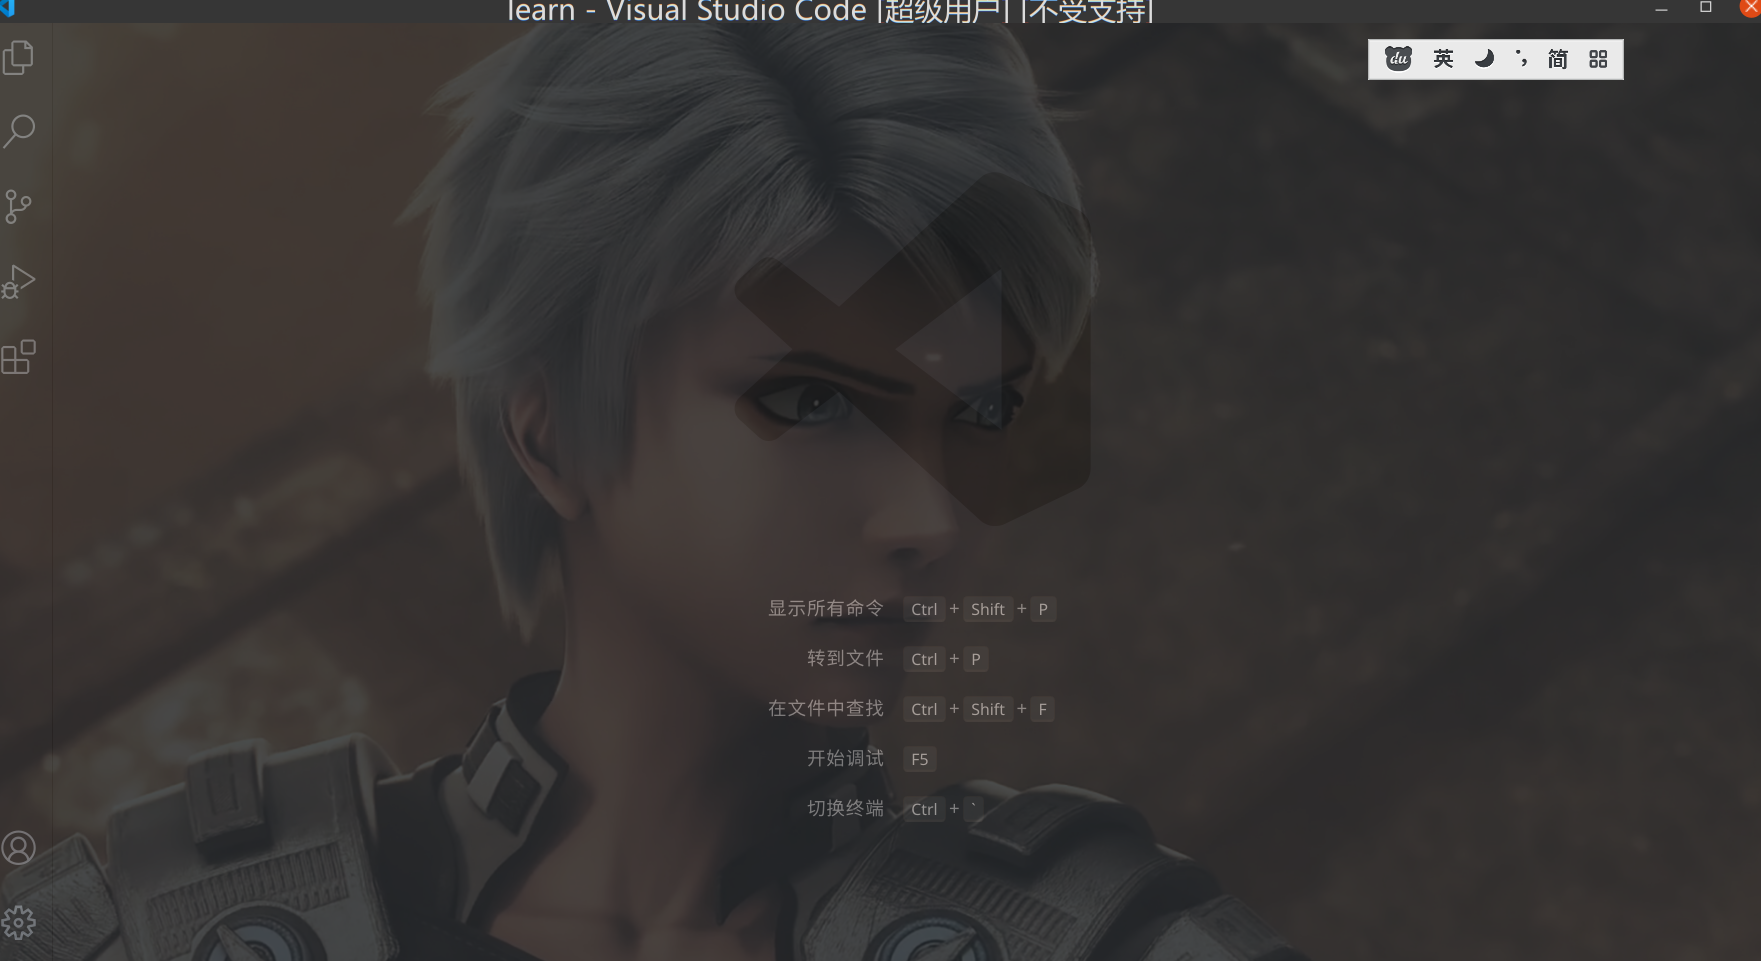 learn - Visual Studio Code [超级用户] [不受支持]
du 英 简
显示所有命令 Ctrl + Shift + P
转到文件 Ctrl + P
在文件中查找 Ctrl + Shift + F
开始调试 F5
切换终端 Ctrl + `